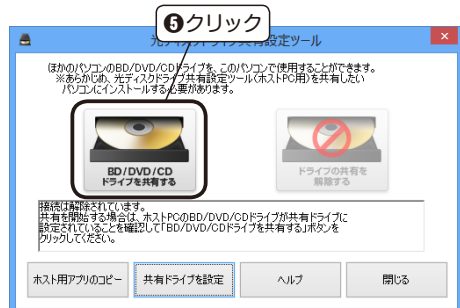 ❺クリック
光ディスクドライブ共有設定ツール
ほかのパソコンのBD/DVD/CDドライブを、このパソコンで使用することができます。
※あらかじめ、光ディスクドライブ共有設定ツール(ホストPC用)を共有したい
パソコンにインストールする必要があります。
BD/DVD/CD
ドライブを共有する
ドライブの共有を
解除する
接続は解除されています。
共有を開始する場合は、ホストPCのBD/DVD/CDドライブが共有ドライブに
設定されていることを確認して「BD/DVD/CDドライブを共有する」ボタンを
クリックしてください。
ホスト用アプリのコピー
共有ドライブを設定
ヘルプ
閉じる